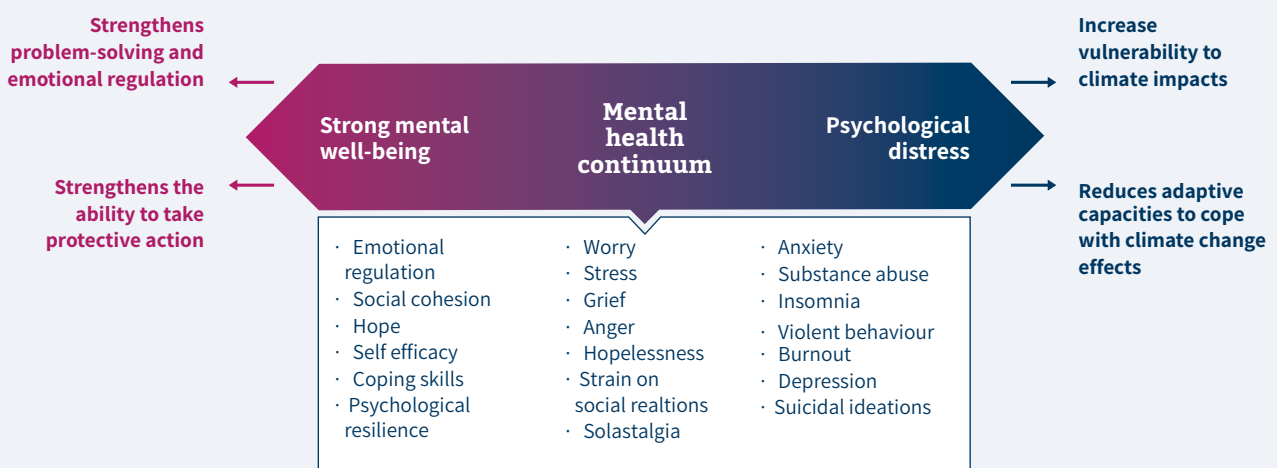 Strengthens
problem-solving and
emotional regulation
Strengthens the
ability to take
protective action
Strong mental
well-being
Mental
health
continuum
Psychological
distress
Increase
vulnerability to
climate impacts
Reduces adaptive
capacities to cope
with climate change
effects
· Emotional
regulation
· Social cohesion
· Hope
· Self efficacy
· Coping skills
· Psychological
resilience
· Worry
· Stress
· Grief
· Anger
· Hopelessness
· Strain on
social realtions
· Solastalgia
· Anxiety
· Substance abuse
· Insomnia
· Violent behaviour
· Burnout
· Depression
· Suicidal ideations